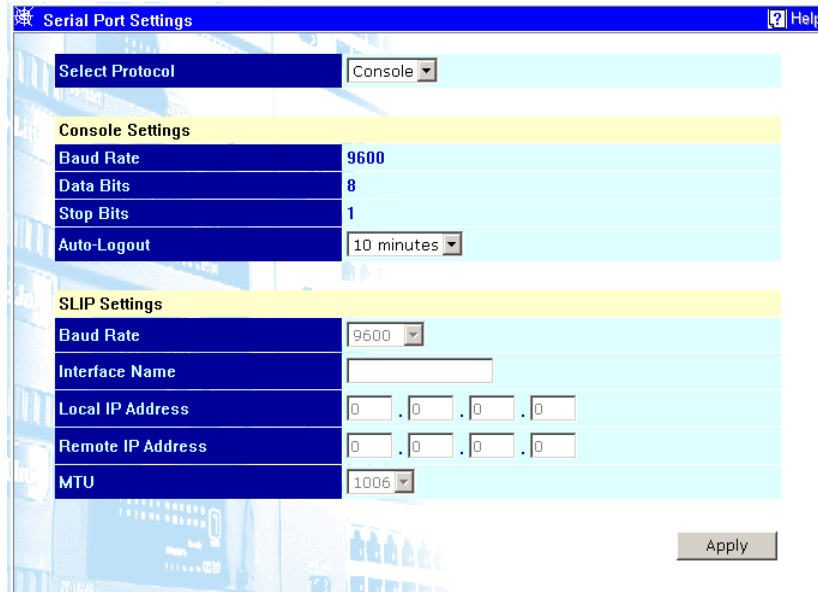 Serial Port Settings ? Help
Select Protocol Console
Console Settings
Baud Rate 9600
Data Bits 8
Stop Bits 1
Auto-Logout 10 minutes
SLIP Settings
Baud Rate 9600
Interface Name
Local IP Address 0 . 0 . 0 . 0
Remote IP Address 0 . 0 . 0 . 0
MTU 1006
Apply